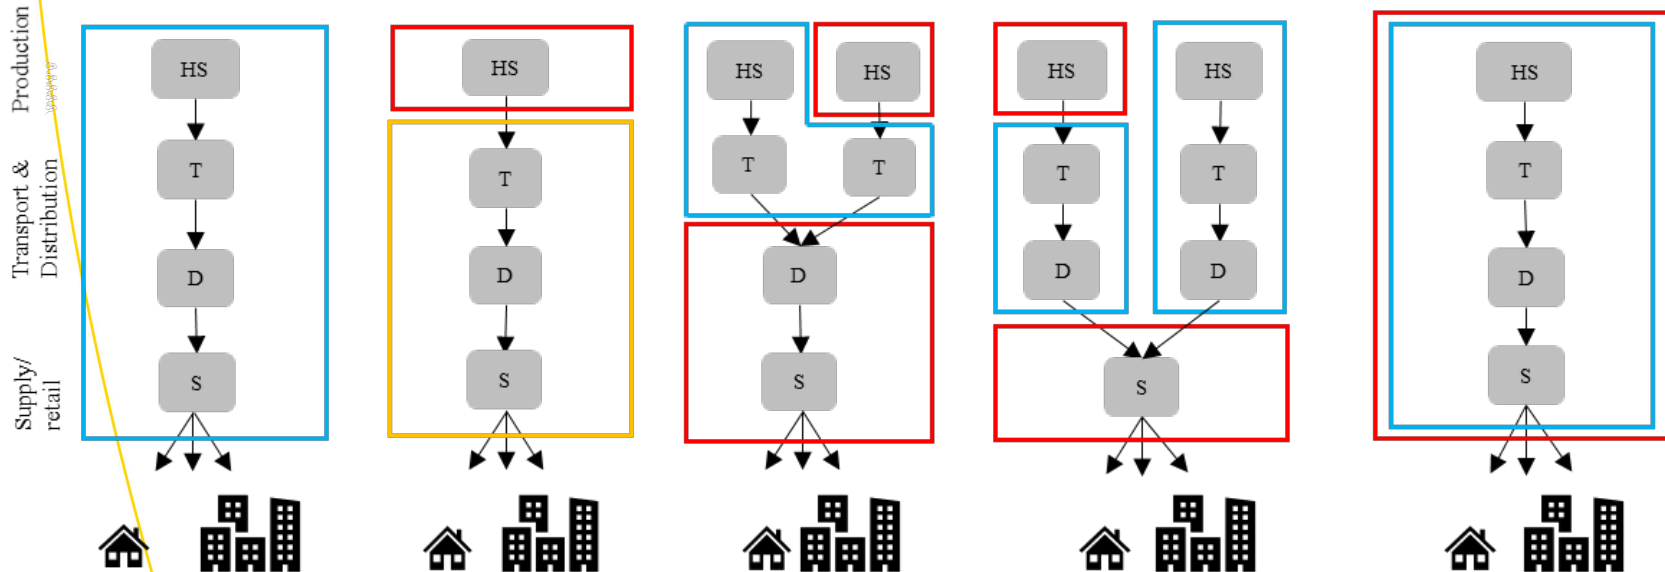 Production
Transport &
Distribution
Supply/
retail
HS
T
D
S
HS
T
D
S
HS
HS
T
T
D
S
HS
HS
T
T
D
D
S
HS
T
D
S